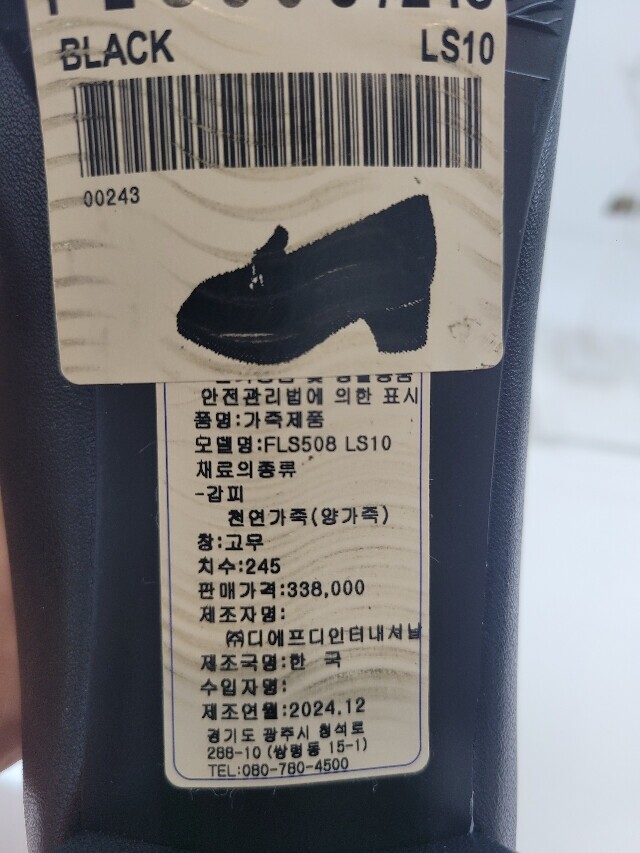 BLACK LS10
00243
안전관리법에 의한 표시
품명:가죽제품
모델명:FLS508 LS10
채료의종류
-갑피
천연가죽(양가죽)
창:고무
치수:245
판매가격:338,000
제조자명:
㈜디에프디인터내셔날
제조국명:한 국
수입자명:
제조연월:2024.12
경기도 광주시 청석로
288-10 (쌍령동 15-1)
TEL:080-780-4500